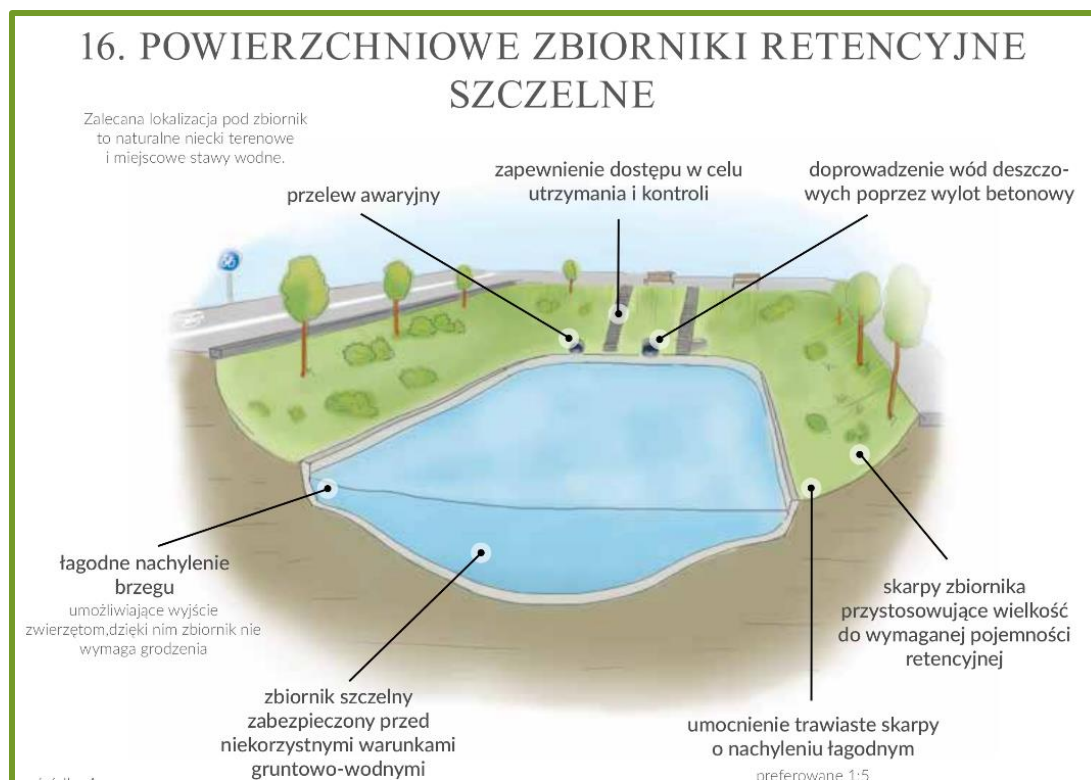 16. POWIERZCHNIOWE ZBIORNIKI RETENCYJNE
SZCZELNE
Zalecana lokalizacja pod zbiornik
to naturalne niecki terenowe
i miejscowe stawy wodne.
przelew awaryjny
zapewnienie dostępu w celu
utrzymania i kontroli
doprowadzenie wód deszczo-
wych poprzez wylot betonowy
łagodne nachylenie
brzegu
umożliwiające wyjście
zwierzętom,dzięki nim zbiornik nie
wymaga grodzenia
zbiornik szczelny
zabezpieczony przed
niekorzystnymi warunkami
gruntowo-wodnymi
umocnienie trawiaste skarpy
o nachyleniu łagodnym
preferowane 1:5
skarpy zbiornika
przystosowujące wielkość
do wymaganej pojemności
retencyjnej